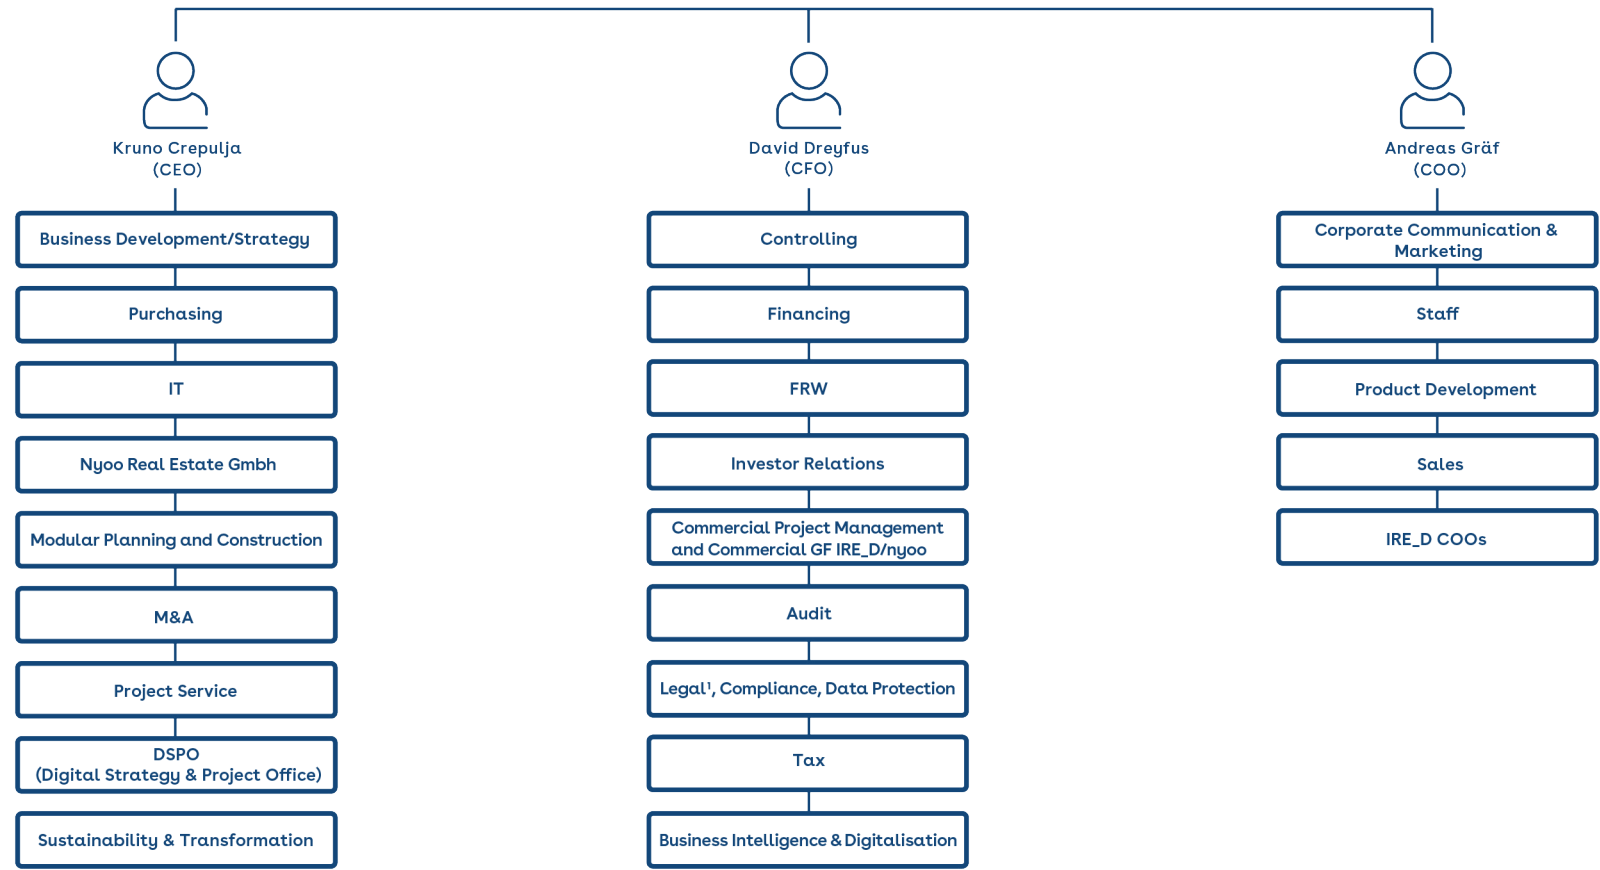 Kruno Crepulja
(CEO)
Business Development/Strategy
Purchasing
IT
Nyoo Real Estate Gmbh
Modular Planning and Construction
M&A
Project Service
DSPO
(Digital Strategy & Project Office)
Sustainability & Transformation
David Dreyfus
(CFO)
Controlling
Financing
FRW
Investor Relations
Commercial Project Management
and Commercial GF IRE_D/nyoo
Audit
Legal¹, Compliance, Data Protection
Tax
Business Intelligence & Digitalisation
Andreas Gräf
(COO)
Corporate Communication &
Marketing
Staff
Product Development
Sales
IRE_D COOs